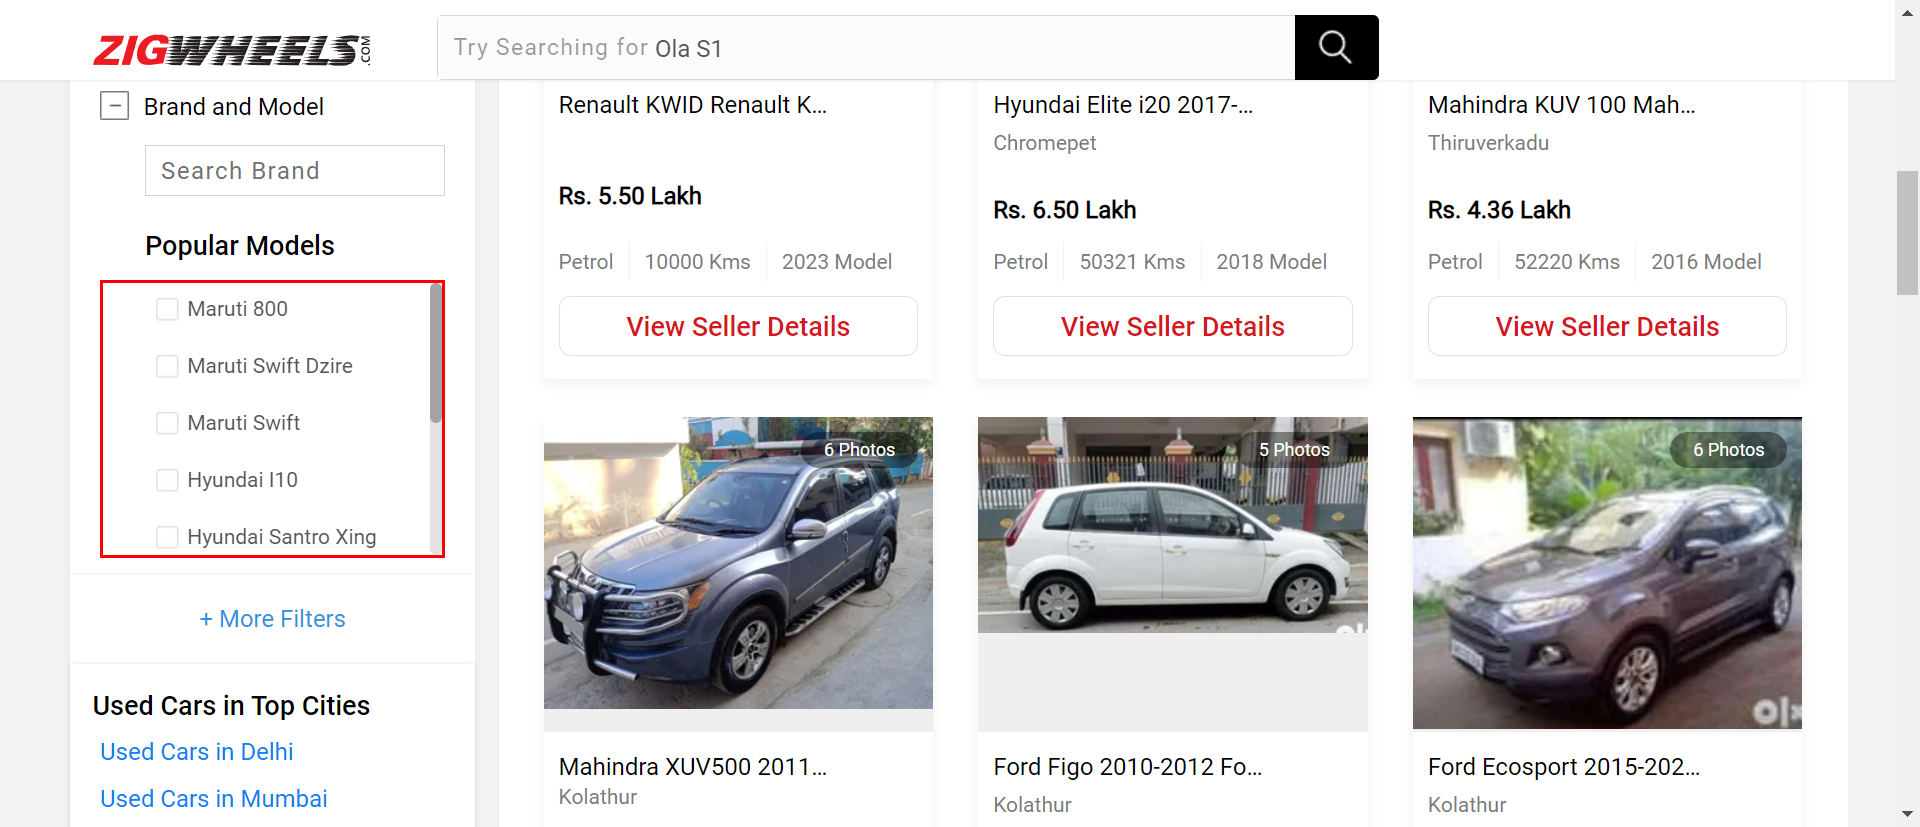 ZIGWHEELS.COM
Try Searching for Ola S1
Brand and Model
Search Brand
Popular Models
Maruti 800
Maruti Swift Dzire
Maruti Swift
Hyundai I10
Hyundai Santro Xing
+ More Filters
Used Cars in Top Cities
Used Cars in Delhi
Used Cars in Mumbai
Renault KWID Renault K...
Rs. 5.50 Lakh
Petrol 10000 Kms 2023 Model
View Seller Details
Hyundai Elite i20 2017-...
Chromepet
Rs. 6.50 Lakh
Petrol 50321 Kms 2018 Model
View Seller Details
Mahindra KUV 100 Mah...
Thiruverkadu
Rs. 4.36 Lakh
Petrol 52220 Kms 2016 Model
View Seller Details
6 Photos
Mahindra XUV500 2011...
Kolathur
5 Photos
Ford Figo 2010-2012 Fo...
Kolathur
6 Photos
Ford Ecosport 2015-202...
Kolathur